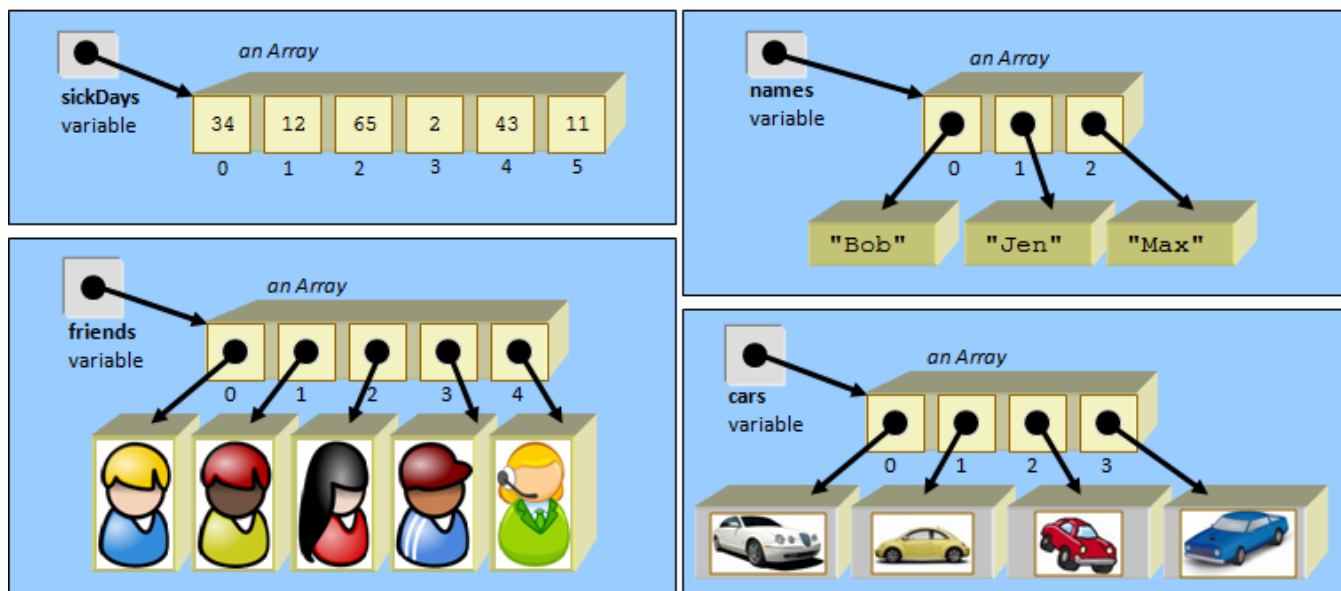 an Array
sickDays
variable
34 12 65 2 43 11
0 1 2 3 4 5
an Array
names
variable
0 1 2
"Bob" "Jen" "Max"
an Array
friends
variable
0 1 2 3 4
an Array
cars
variable
0 1 2 3